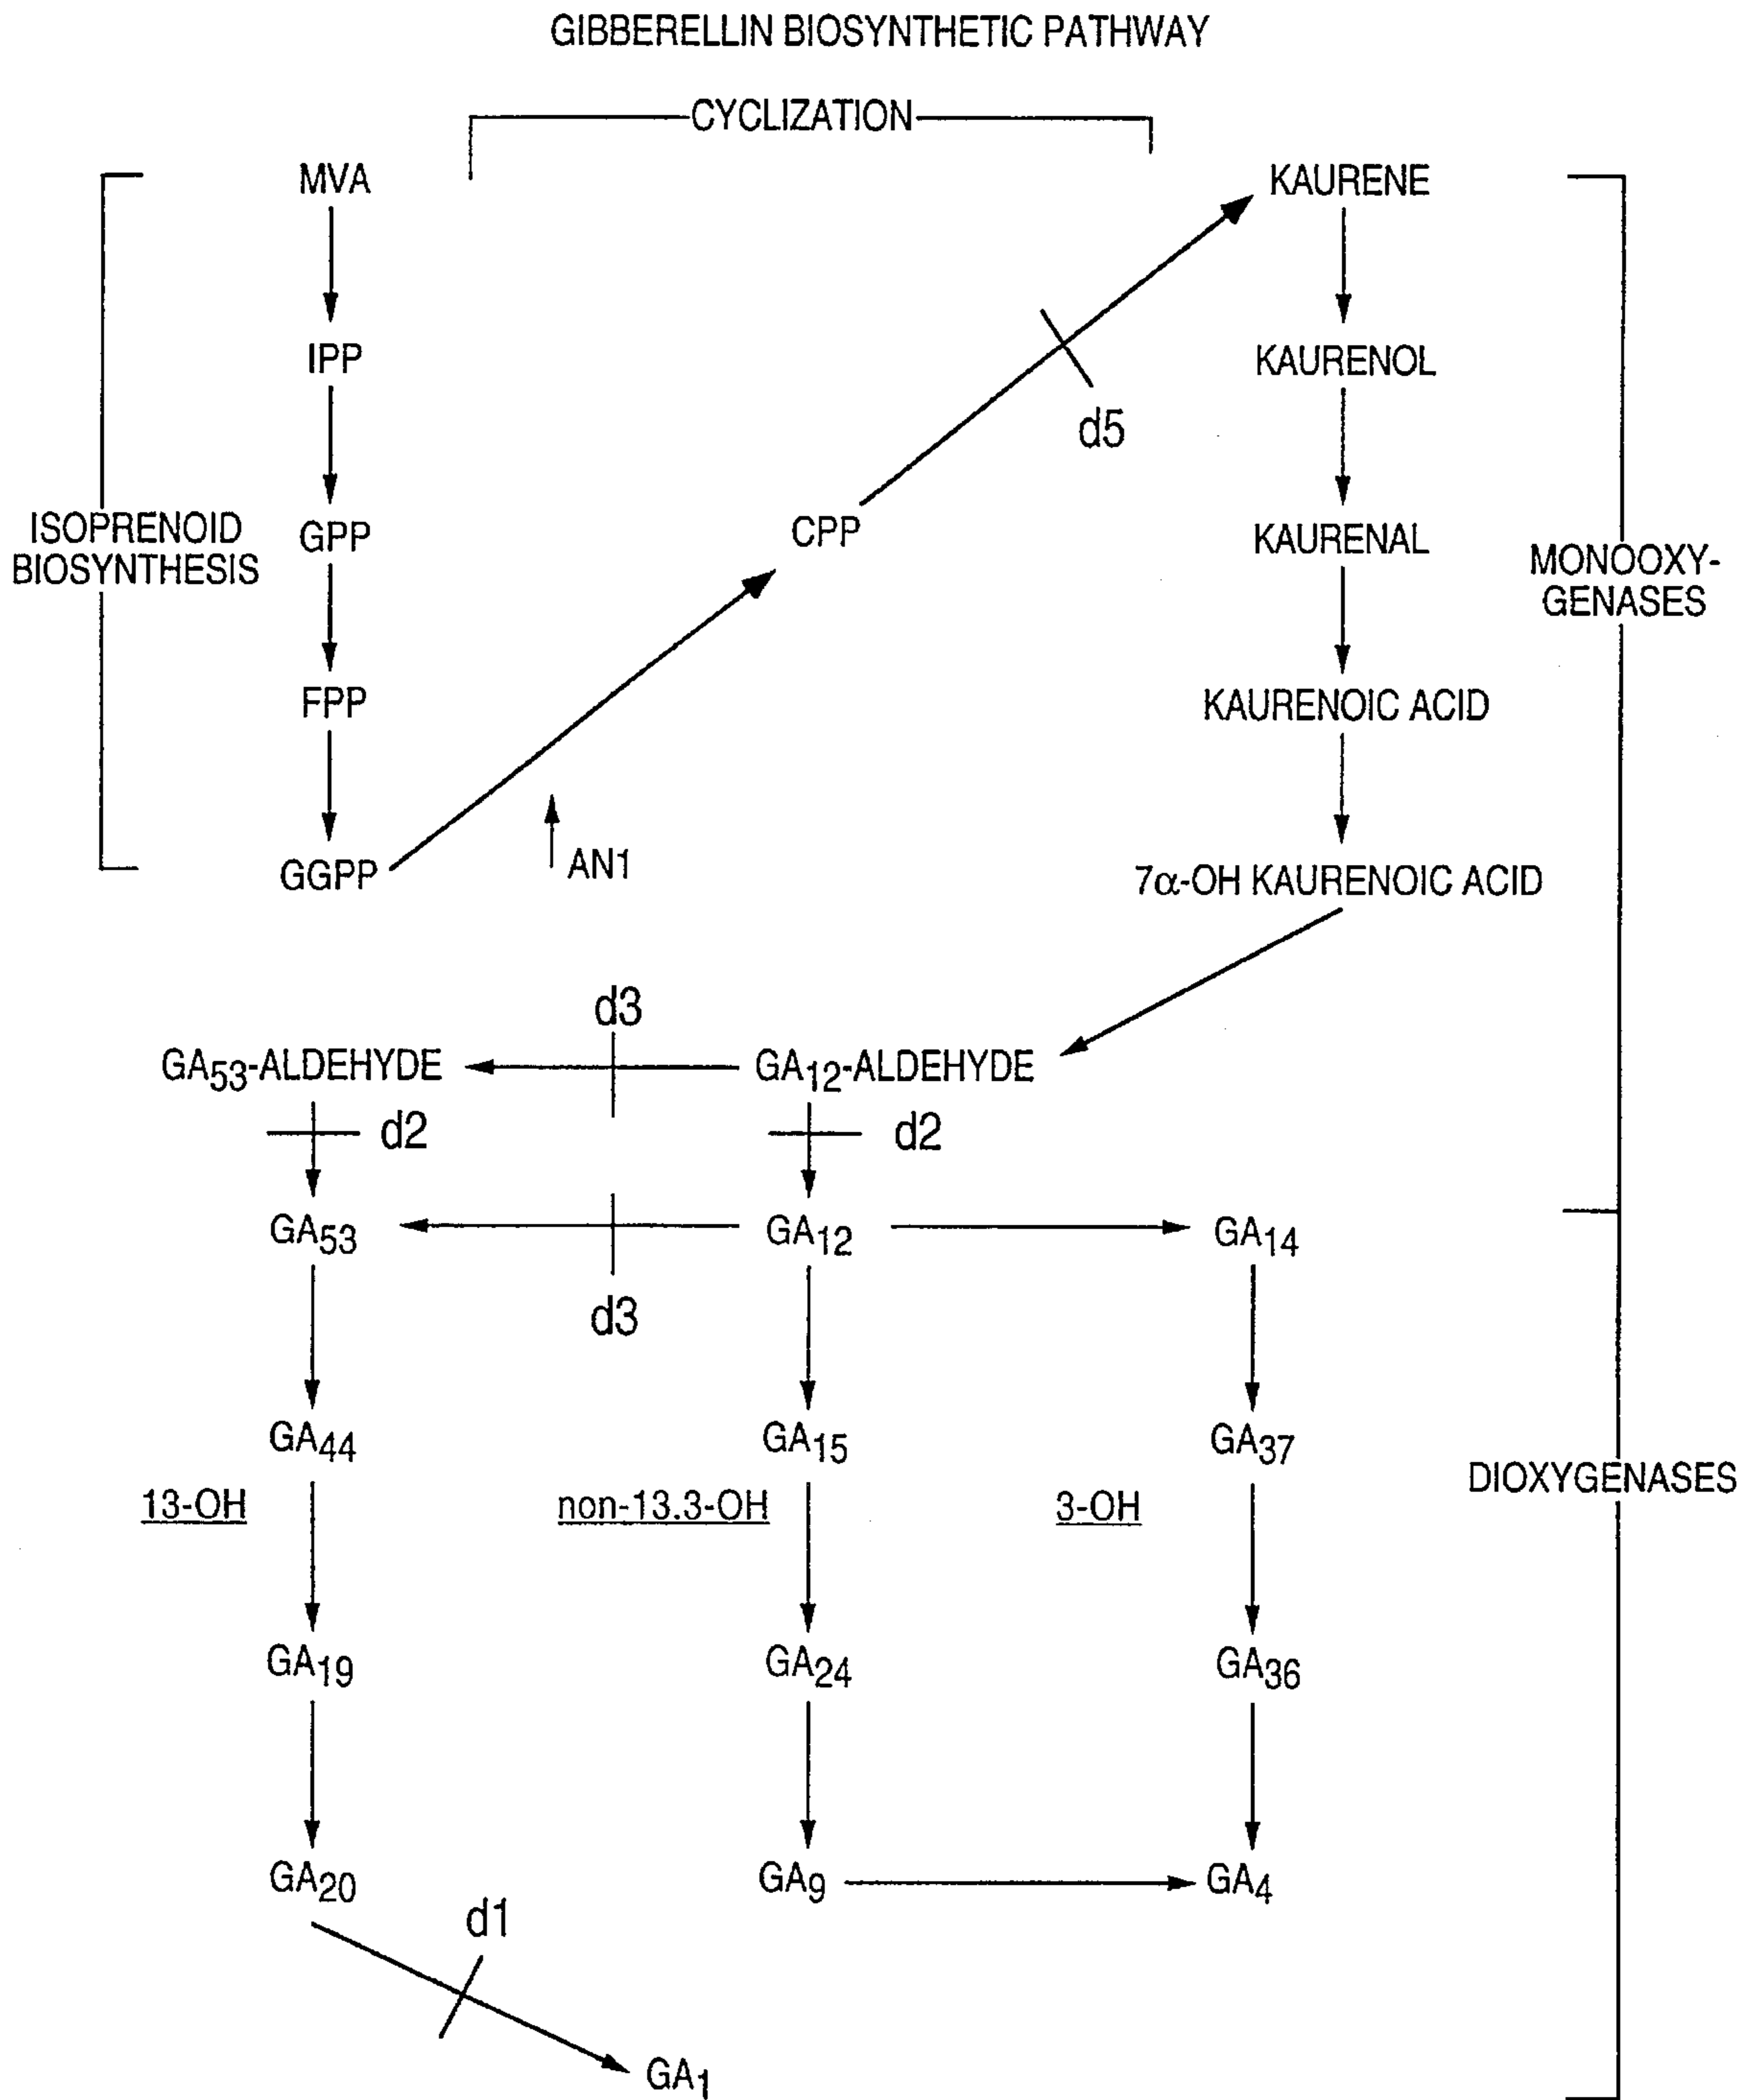 GIBBERELLIN BIOSYNTHETIC PATHWAY
CYCLIZATION
MVA
KAURENE
IPP
KAURENOL
d5
ISOPRENOID
BIOSYNTHESIS
GPP
CPP
KAURENAL
MONOOXY-
GENASES
FPP
KAURENOIC ACID
GGPP
AN1
7α-OH KAURENOIC ACID
d3
GA53-ALDEHYDE
GA12-ALDEHYDE
d2
d2
GA53
GA12
GA14
d3
GA44
GA15
GA37
DIOXYGENASES
13-OH
non-13.3-OH
3-OH
GA19
GA24
GA36
GA20
GA9
GA4
d1
GA1